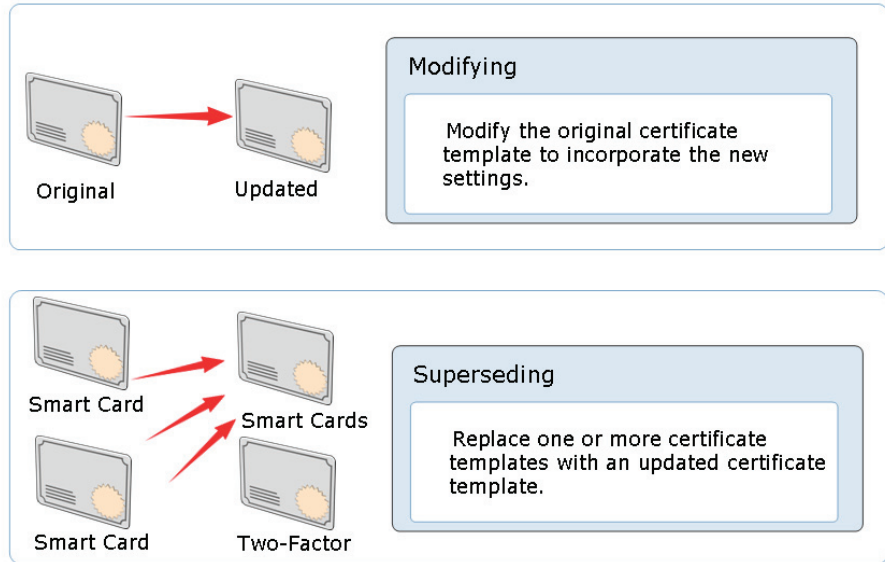 Original
Updated
Modifying
Modify the original certificate
template to incorporate the new
settings.
Smart Card
Smart Cards
Smart Card
Two-Factor
Superseding
Replace one or more certificate
templates with an updated certificate
template.